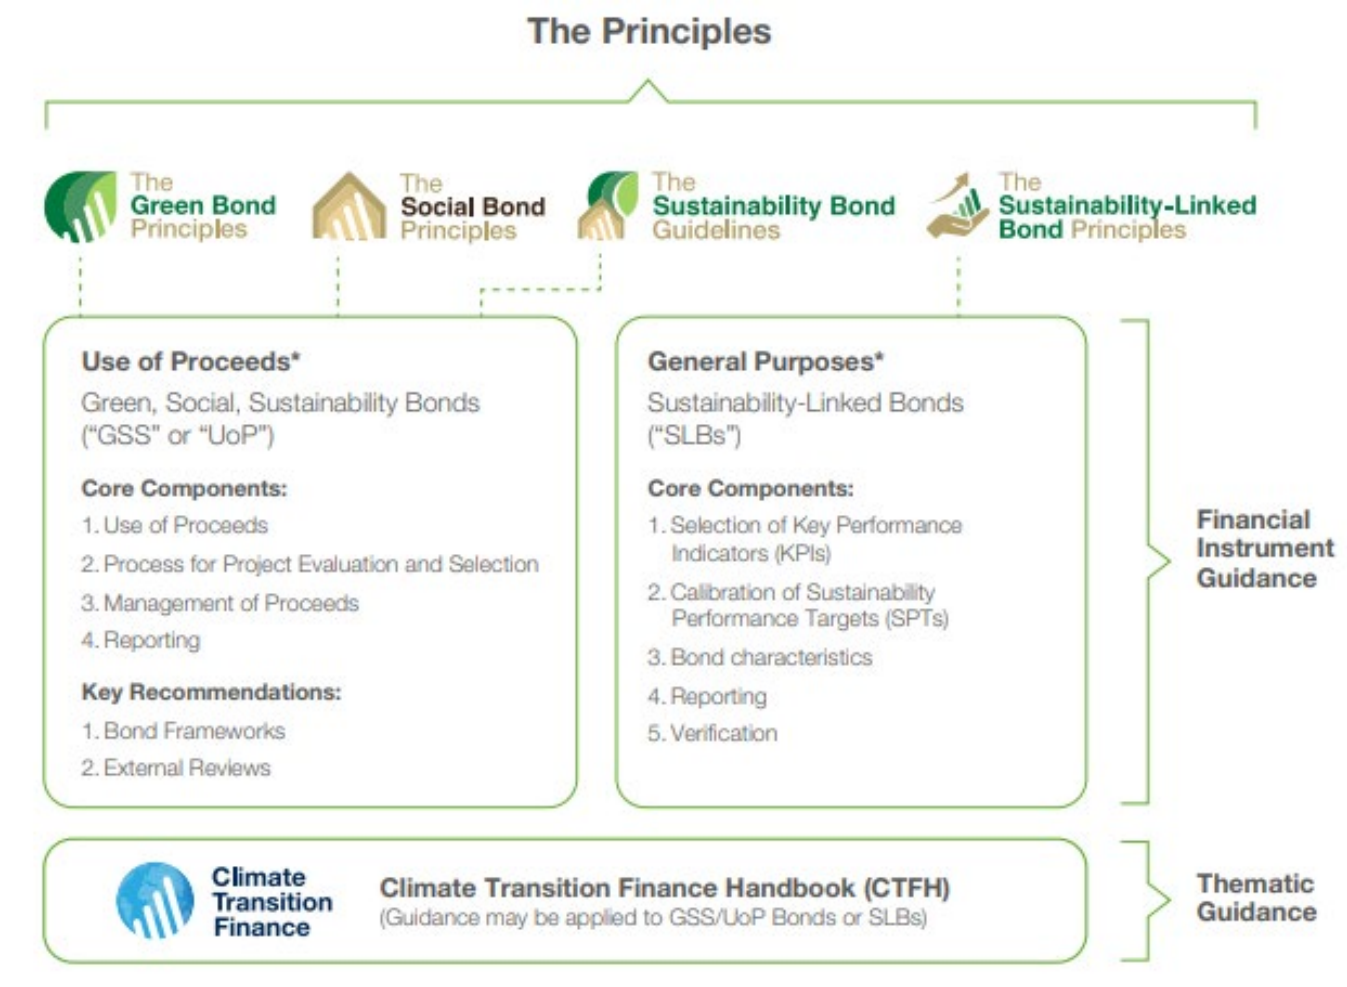 The Principles
The
Green Bond
Principles
The
Social Bond
Principles
The
Sustainability Bond
Guidelines
The
Sustainability-Linked
Bond Principles
Use of Proceeds*
Green, Social, Sustainability Bonds
(“GSS” or “UoP”)
Core Components:
1. Use of Proceeds
2. Process for Project Evaluation and Selection
3. Management of Proceeds
4. Reporting
Key Recommendations:
1. Bond Frameworks
2. External Reviews
General Purposes*
Sustainability-Linked Bonds
(“SLBs”)
Core Components:
1. Selection of Key Performance
Indicators (KPIs)
2. Calibration of Sustainability
Performance Targets (SPTs)
3. Bond characteristics
4. Reporting
5. Verification
Financial
Instrument
Guidance
Climate
Transition
Finance
Climate Transition Finance Handbook (CTFH)
(Guidance may be applied to GSS/UoP Bonds or SLBs)
Thematic
Guidance